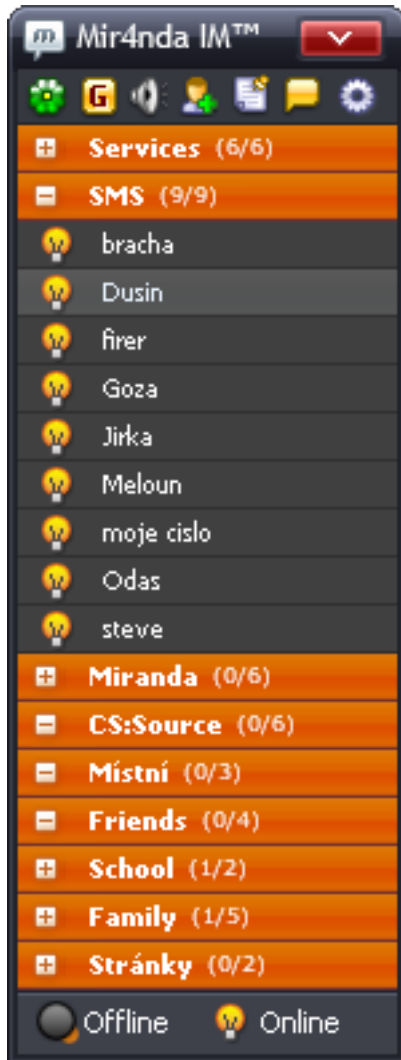 Mir4nda IM™
Services (6/6)
SMS (9/9)
bracha
Dusin
firer
Goza
Jirka
Meloun
moje cislo
Odas
steve
Miranda (0/6)
CS:Source (0/6)
Místní (0/3)
Friends (0/4)
School (1/2)
Family (1/5)
Stránky (0/2)
Offline Online